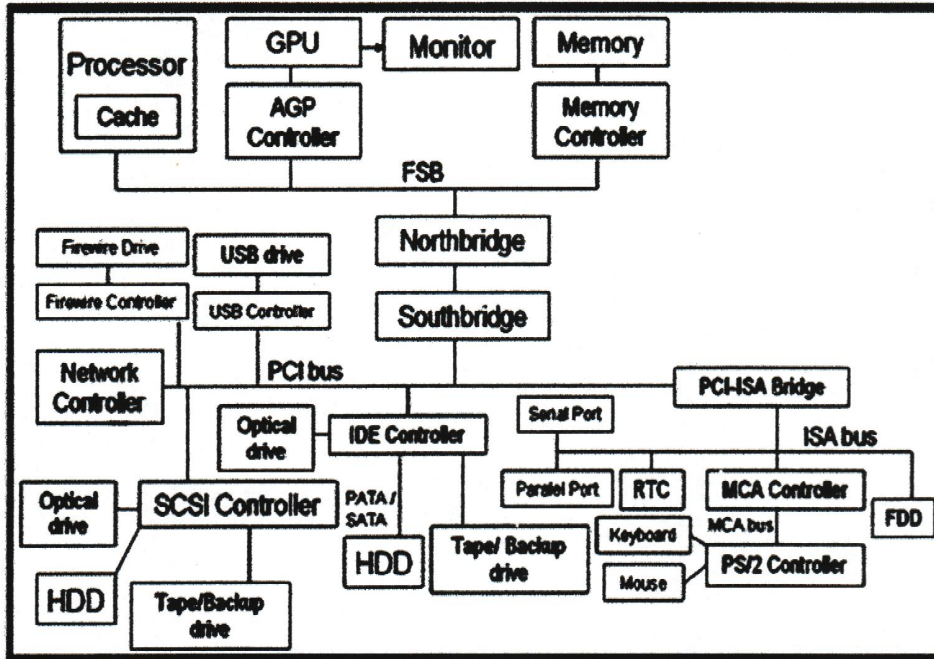 Processor
Cache
GPU
Monitor
Memory
AGP
Controller
Memory
Controller
FSB
Northbridge
Southbridge
Firewire Drive
Firewire Controller
USB drive
USB Controller
PCI bus
Network
Controller
PCI-ISA Bridge
Optical
drive
IDE Controller
Serial Port
ISA bus
Parallel Port
RTC
MCA Controller
FDD
Optical
drive
SCSI Controller
PATA /
SATA
HDD
Tape/ Backup
drive
Keyboard
MCA bus
Mouse
PS/2 Controller
HDD
Tape/Backup
drive